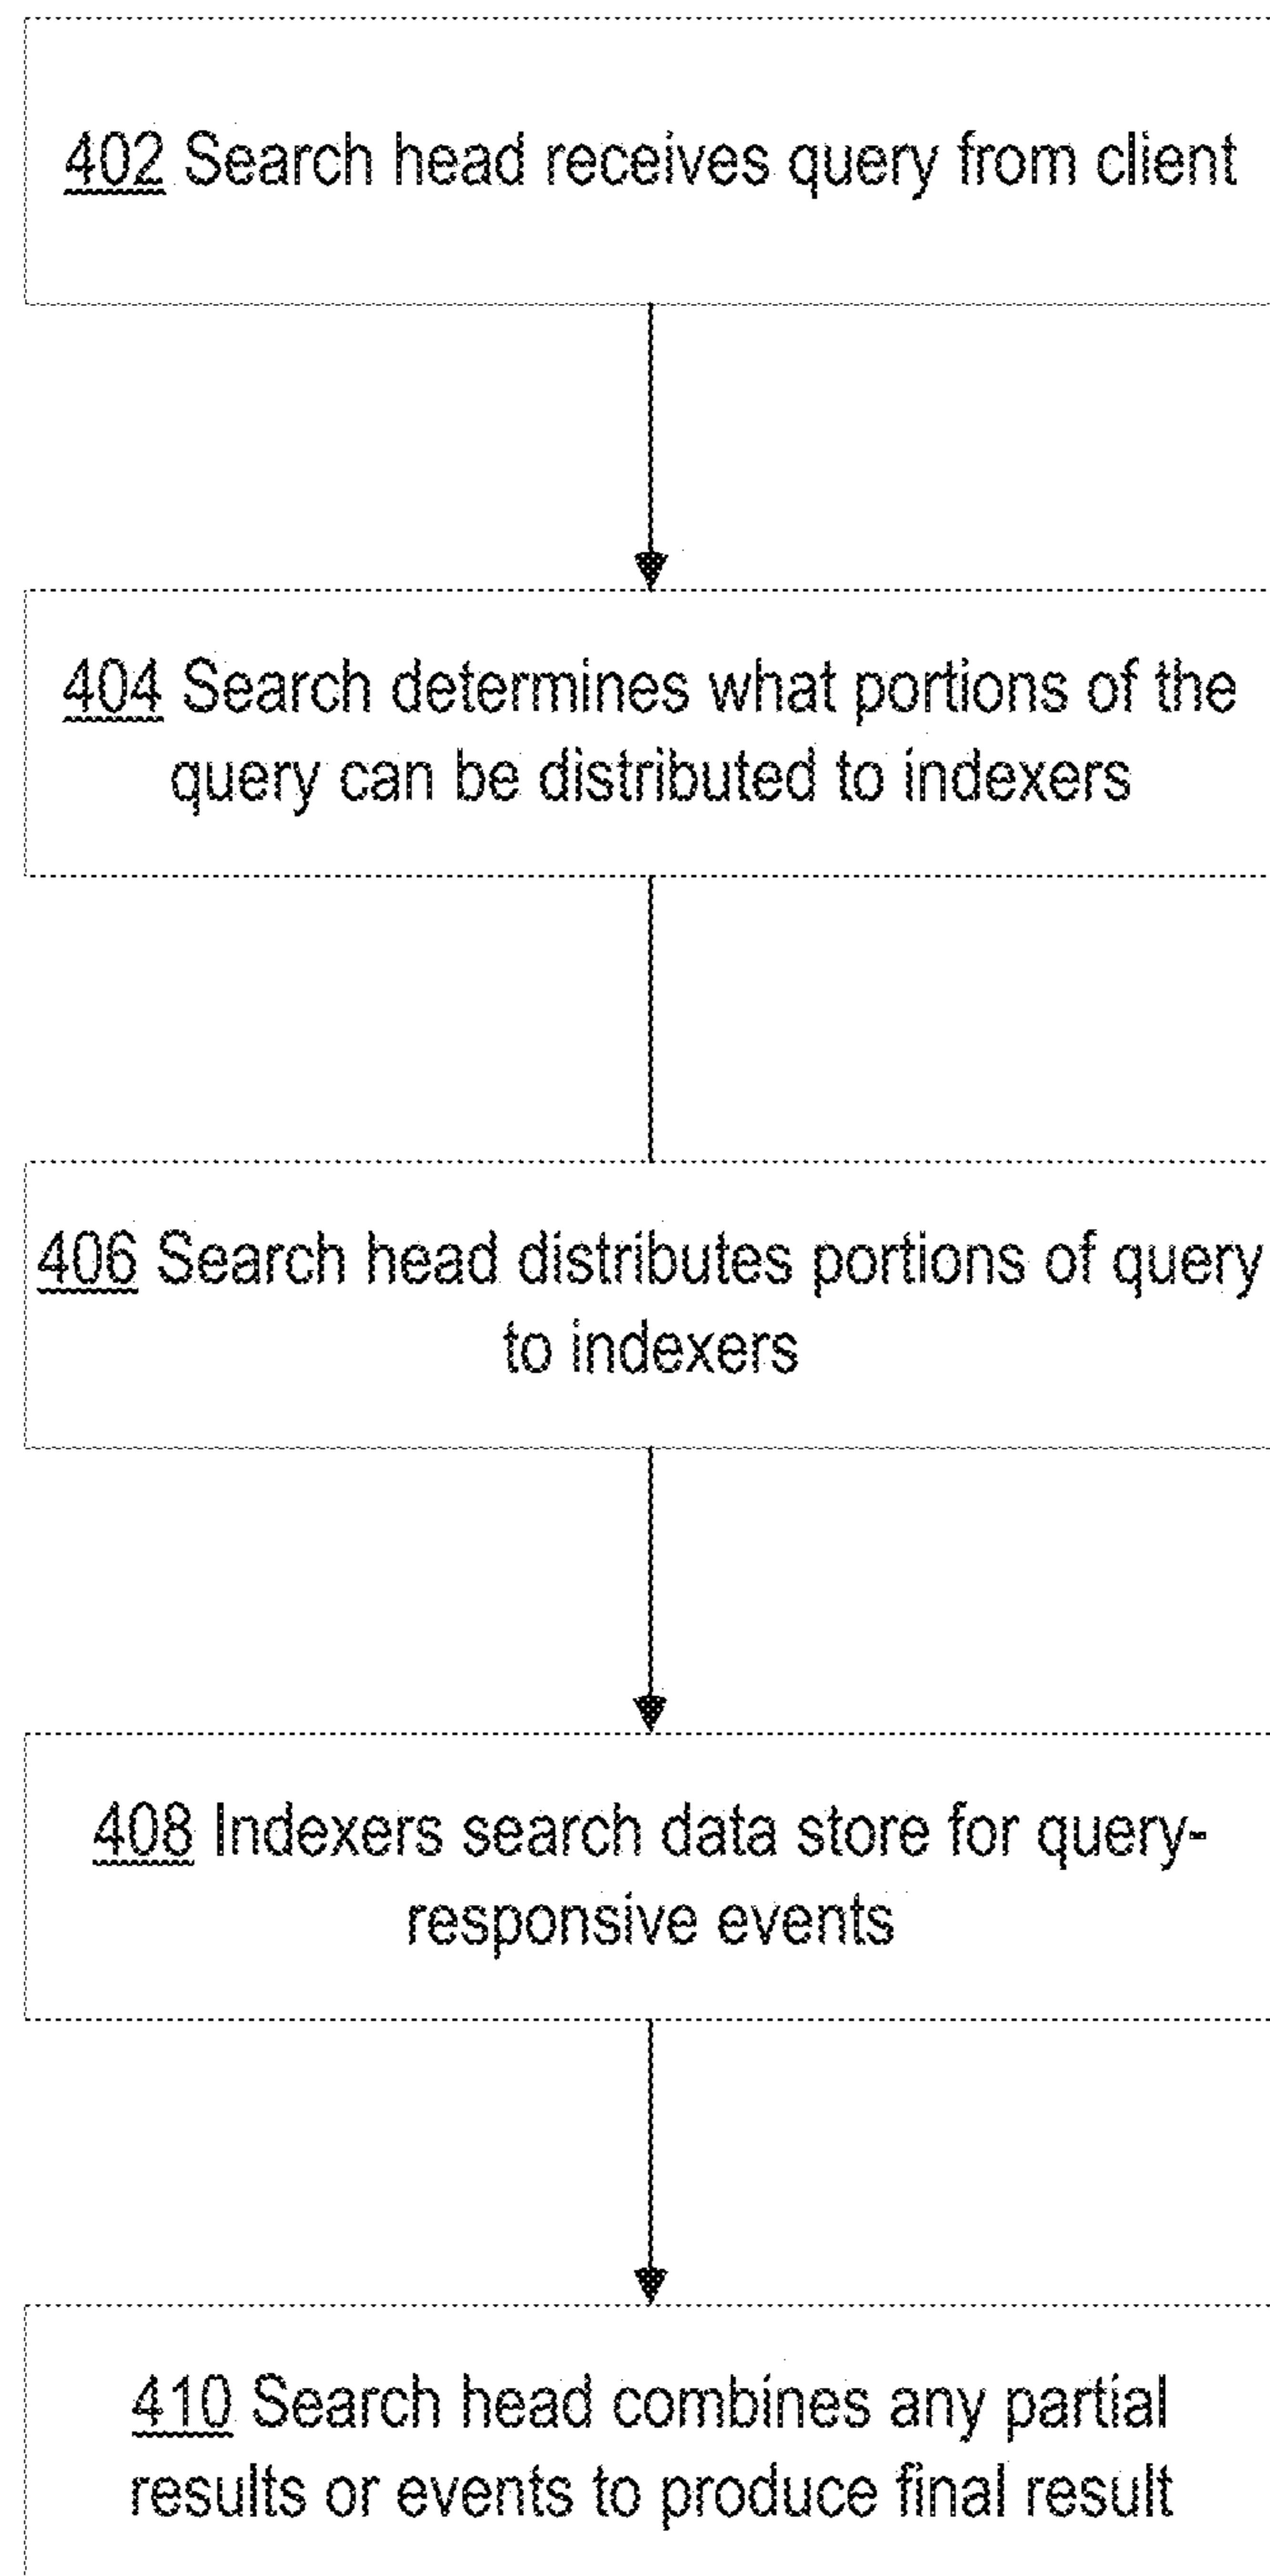 402 Search head receives query from client
404 Search determines what portions of the
query can be distributed to indexers
406 Search head distributes portions of query
to indexers
408 Indexers search data store for query-
responsive events
410 Search head combines any partial
results or events to produce final result